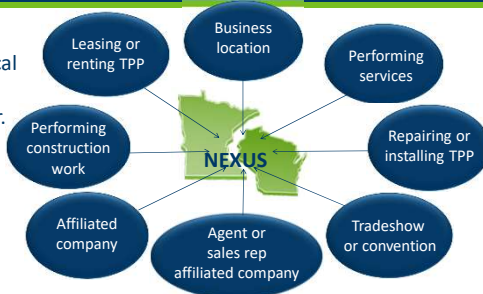 cal
r.
Business
location
Leasing or
renting TPP
Performing
services
Performing
construction
work
NEXUS
Repairing or
installing TPP
Affiliated
company
Agent or
sales rep
affiliated company
Tradeshow
or convention